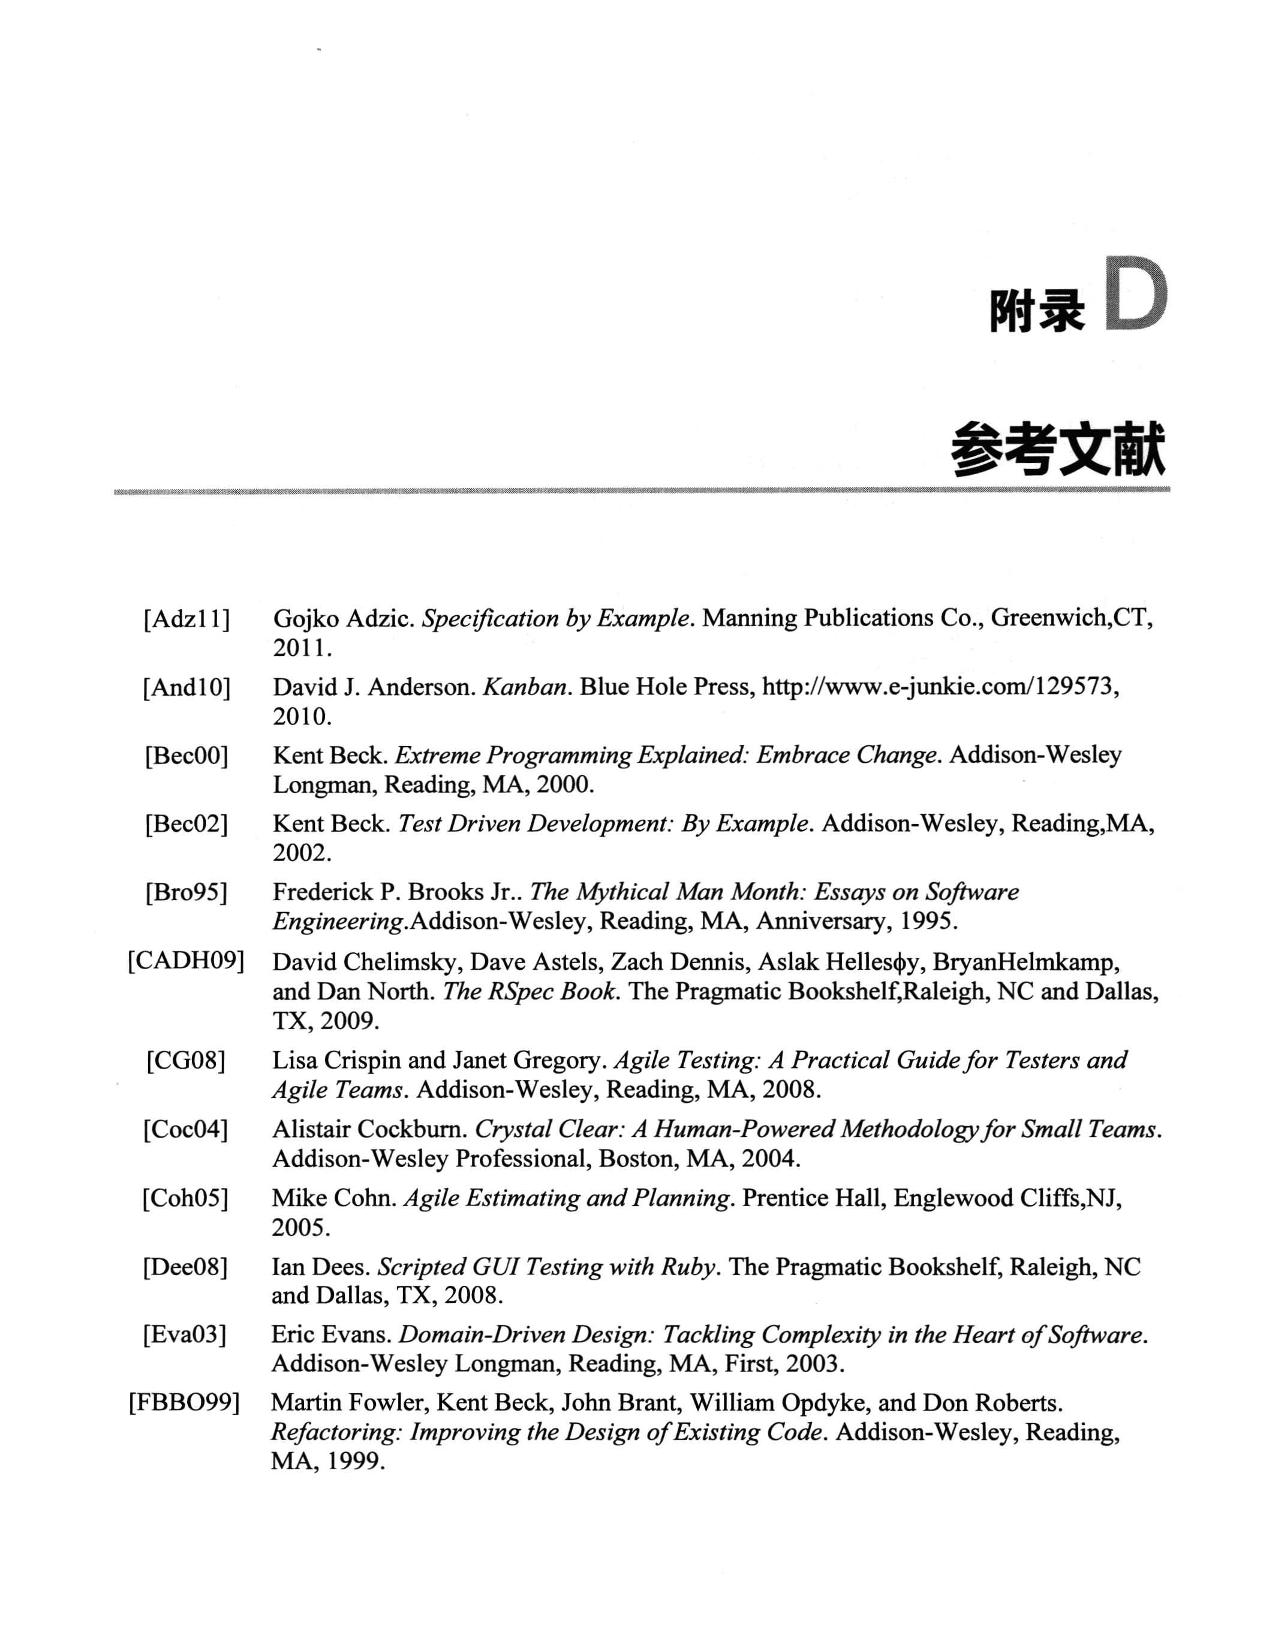 附录 D
参考文献
[Adz11] Gojko Adzic. Specification by Example. Manning Publications Co., Greenwich,CT,
2011.
[And10] David J. Anderson. Kanban. Blue Hole Press, http://www.e-junkie.com/129573,
2010.
[Bec00] Kent Beck. Extreme Programming Explained: Embrace Change. Addison-Wesley
Longman, Reading, MA, 2000.
[Bec02] Kent Beck. Test Driven Development: By Example. Addison-Wesley, Reading,MA,
2002.
[Bro95] Frederick P. Brooks Jr.. The Mythical Man Month: Essays on Software
Engineering.Addison-Wesley, Reading, MA, Anniversary, 1995.
[CADH09] David Chelimsky, Dave Astels, Zach Dennis, Aslak Hellesϕy, BryanHelmkamp,
and Dan North. The RSpec Book. The Pragmatic Bookshelf,Raleigh, NC and Dallas,
TX, 2009.
[CG08] Lisa Crispin and Janet Gregory. Agile Testing: A Practical Guide for Testers and
Agile Teams. Addison-Wesley, Reading, MA, 2008.
[Coc04] Alistair Cockburn. Crystal Clear: A Human-Powered Methodology for Small Teams.
Addison-Wesley Professional, Boston, MA, 2004.
[Coh05] Mike Cohn. Agile Estimating and Planning. Prentice Hall, Englewood Cliffs,NJ,
2005.
[Dee08] Ian Dees. Scripted GUI Testing with Ruby. The Pragmatic Bookshelf, Raleigh, NC
and Dallas, TX, 2008.
[Eva03] Eric Evans. Domain-Driven Design: Tackling Complexity in the Heart of Software.
Addison-Wesley Longman, Reading, MA, First, 2003.
[FBBO99] Martin Fowler, Kent Beck, John Brant, William Opdyke, and Don Roberts.
Refactoring: Improving the Design of Existing Code. Addison-Wesley, Reading,
MA, 1999.